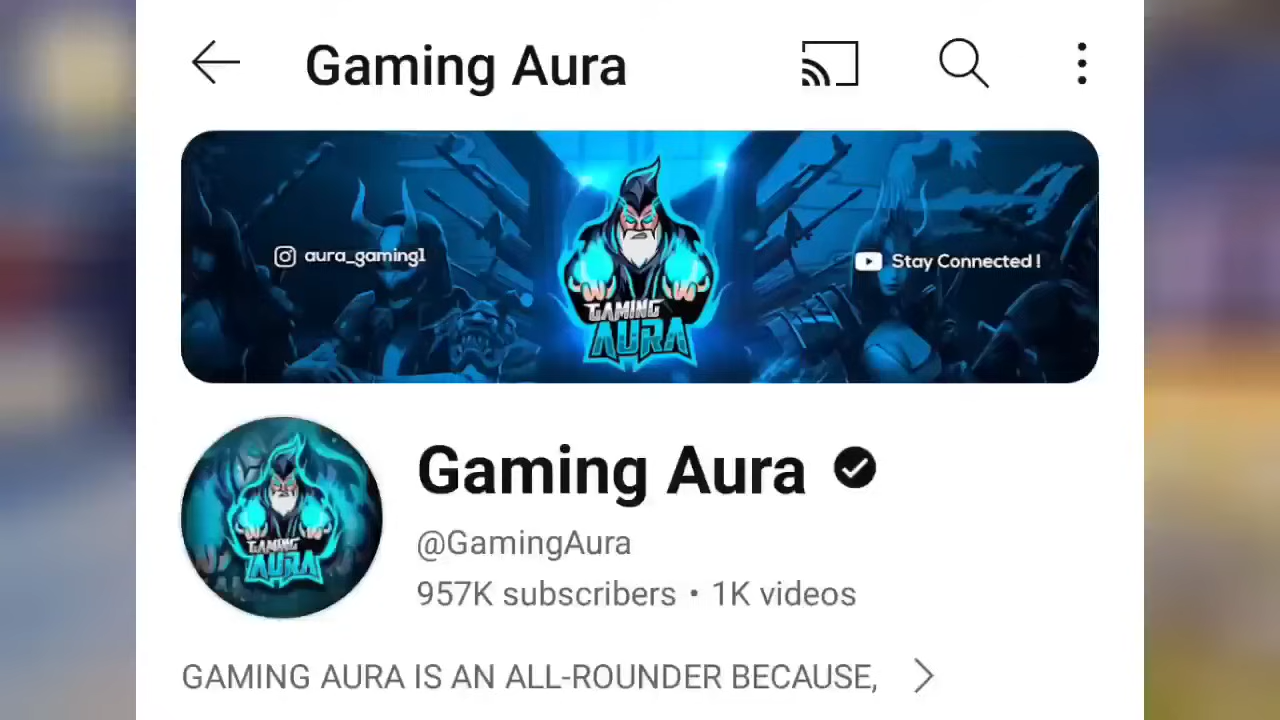 Gaming Aura
aura_gaming1
Stay Connected !
GAMING
AURA
Gaming Aura
@GamingAura
957K subscribers • 1K videos
GAMING
AURA
GAMING AURA IS AN ALL-ROUNDER BECAUSE,